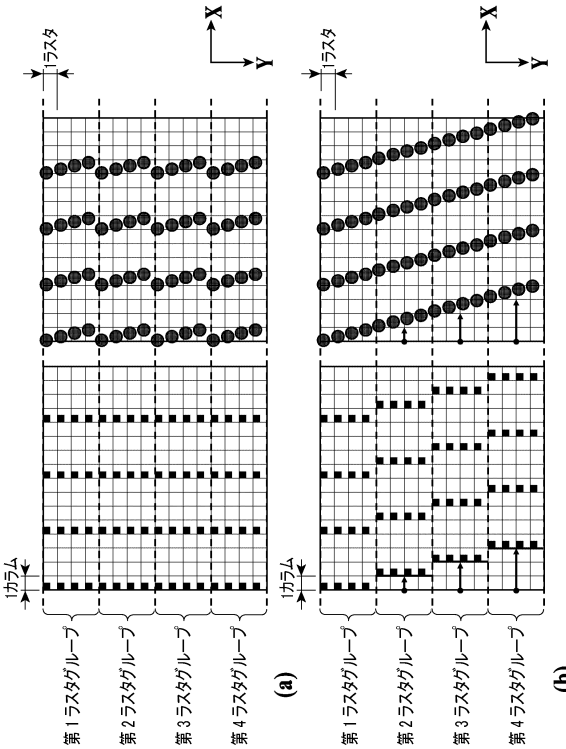 1カラム
第1ラスタグループ
第2ラスタグループ
第3ラスタグループ
第4ラスタグループ
1ラスタ
X
Y
(a)
1カラム
第1ラスタグループ
第2ラスタグループ
第3ラスタグループ
第4ラスタグループ
1ラスタ
X
Y
(b)